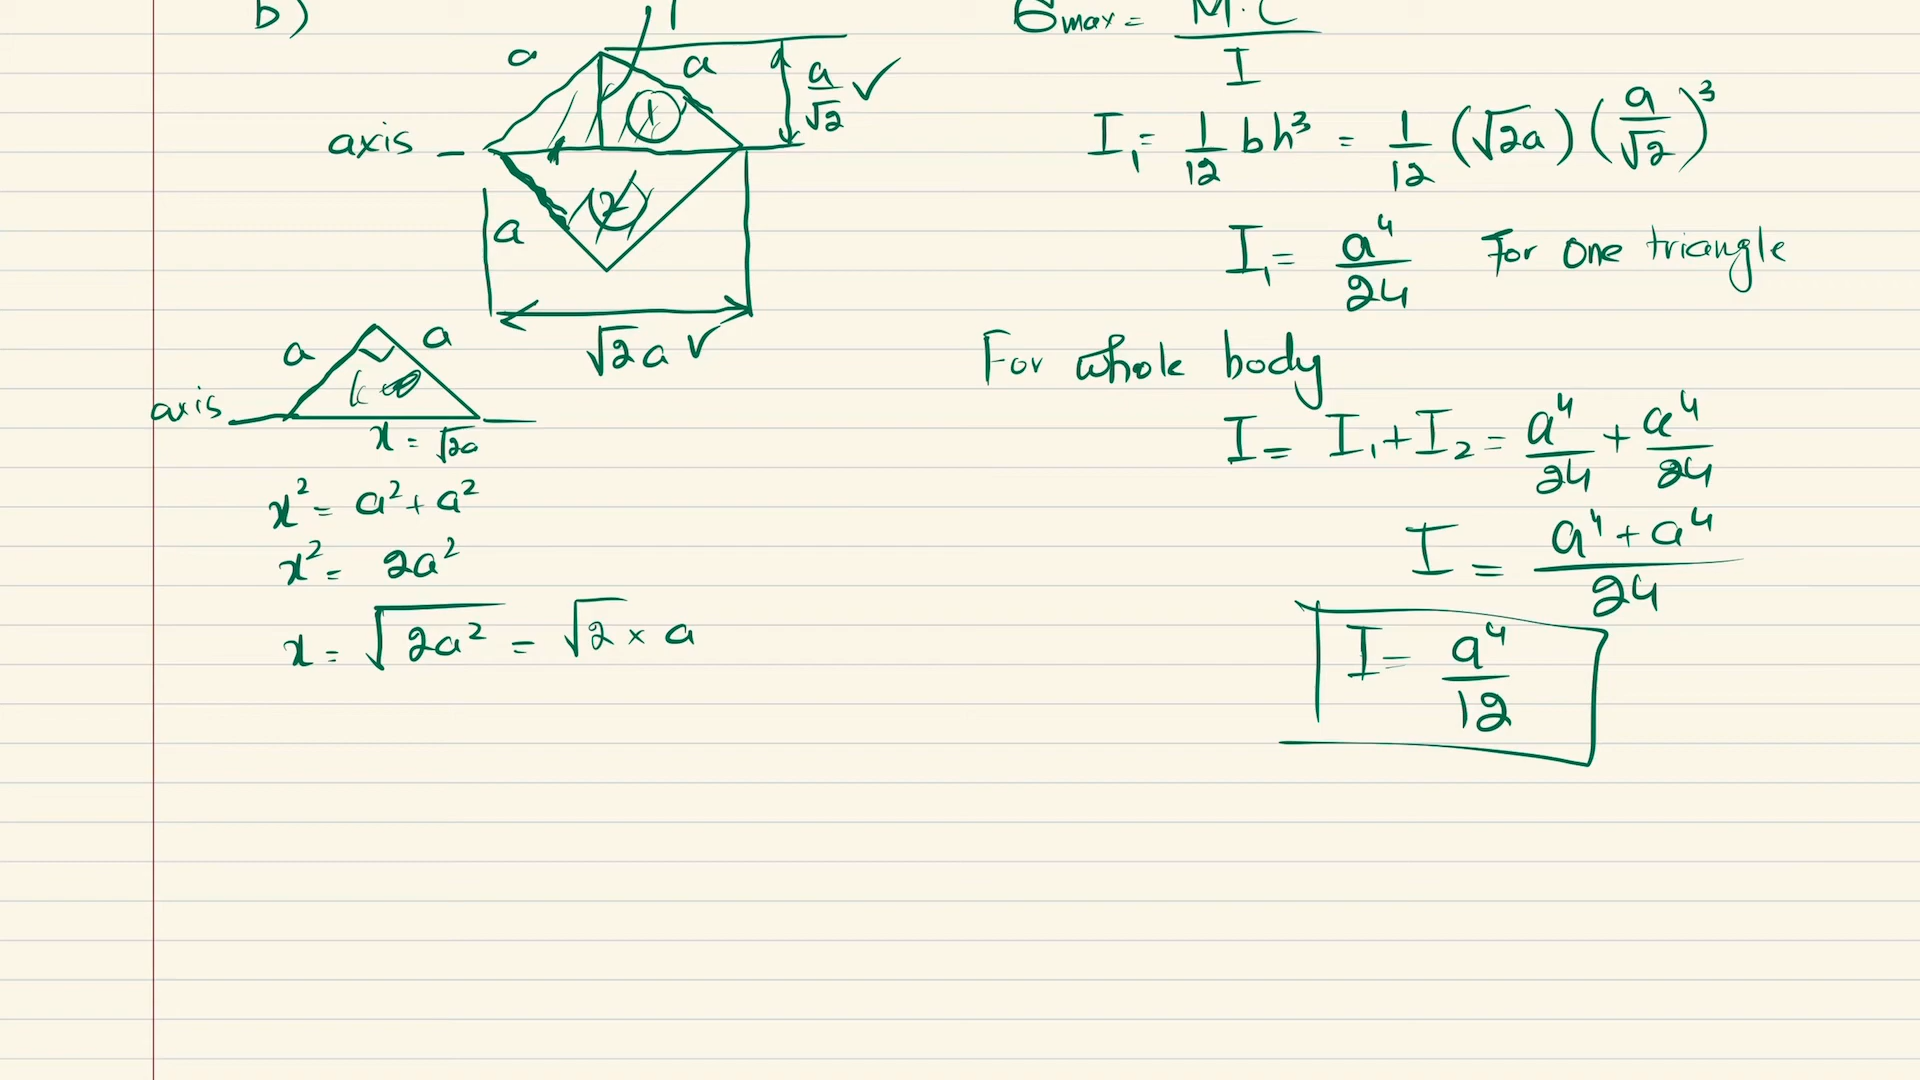 b)
a
a
a/√2 ✓
1
axis
2
a
√2a ✓
a
a
axis
x = √2a
x² = a² + a²
x² = 2a²
x = √2a² = √2 × a
σmax = M·C / I
I₁ = 1/12 bh³ = 1/12 (√2a) (a/√2)³
I₁ = a⁴/24 For one triangle
For whole body
I = I₁ + I₂ = a⁴/24 + a⁴/24
I = a⁴ + a⁴ / 24
I = a⁴/12